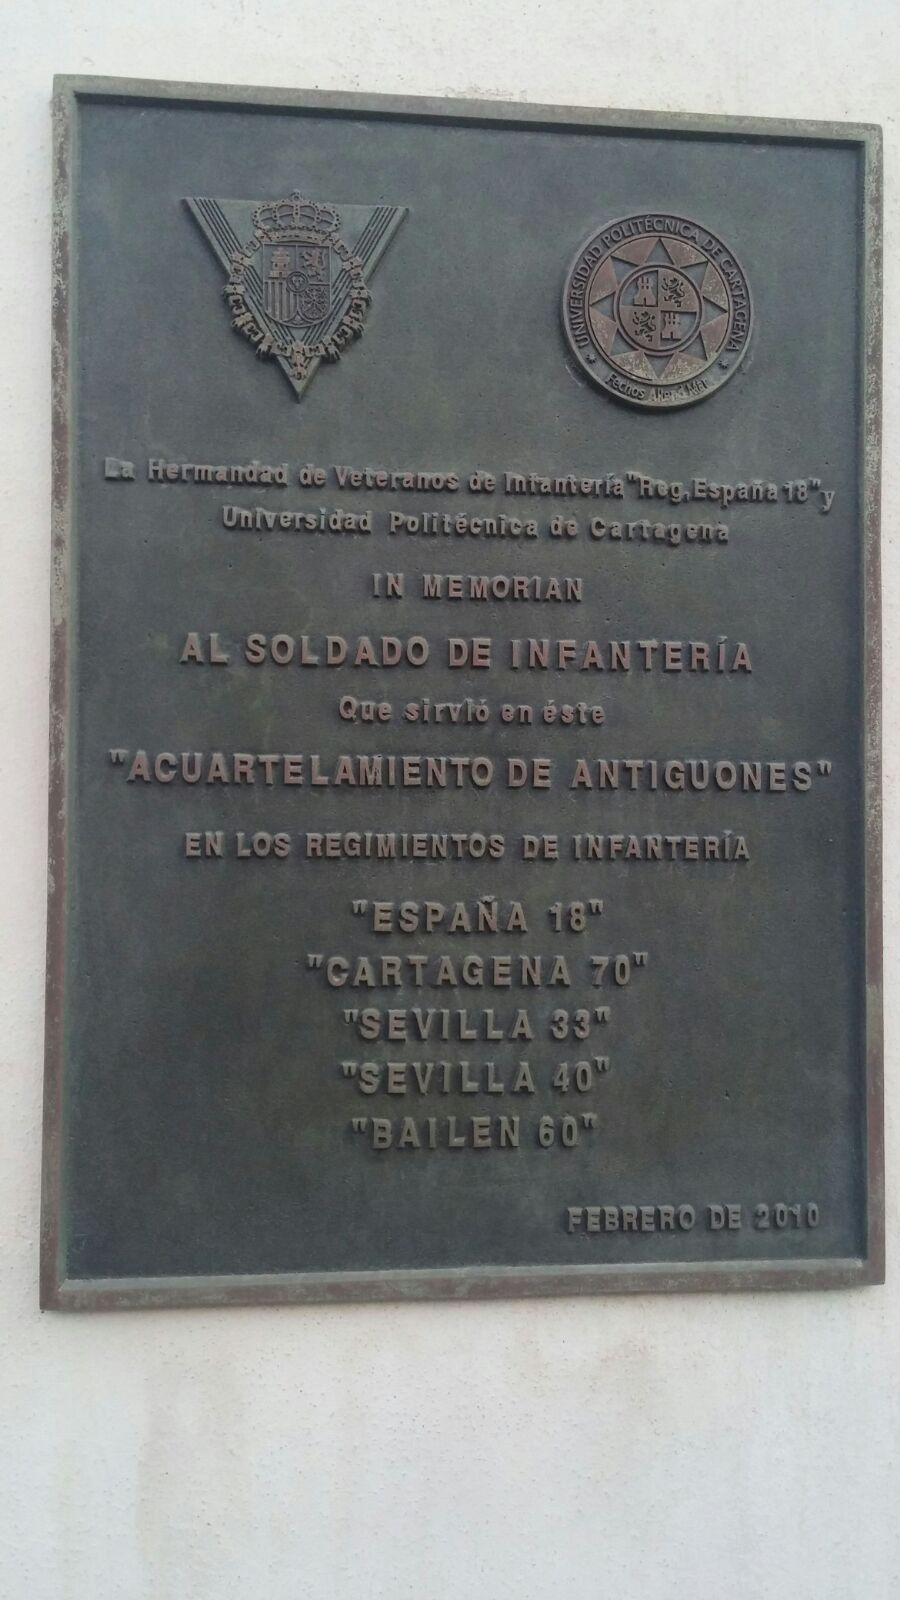 UNIVERSIDAD POLITÉCNICA DE CARTAGENA
La Hermandad de Veteranos de Infantería "Reg, España 18" y
Universidad Politécnica de Cartagena
IN MEMORIAN
AL SOLDADO DE INFANTERÍA
Que sirvió en éste
"ACUARTELAMIENTO DE ANTIGUONES"
EN LOS REGIMIENTOS DE INFANTERÍA
"ESPAÑA 18"
"CARTAGENA 70"
"SEVILLA 33"
"SEVILLA 40"
"BAILEN 60"
FEBRERO DE 2010